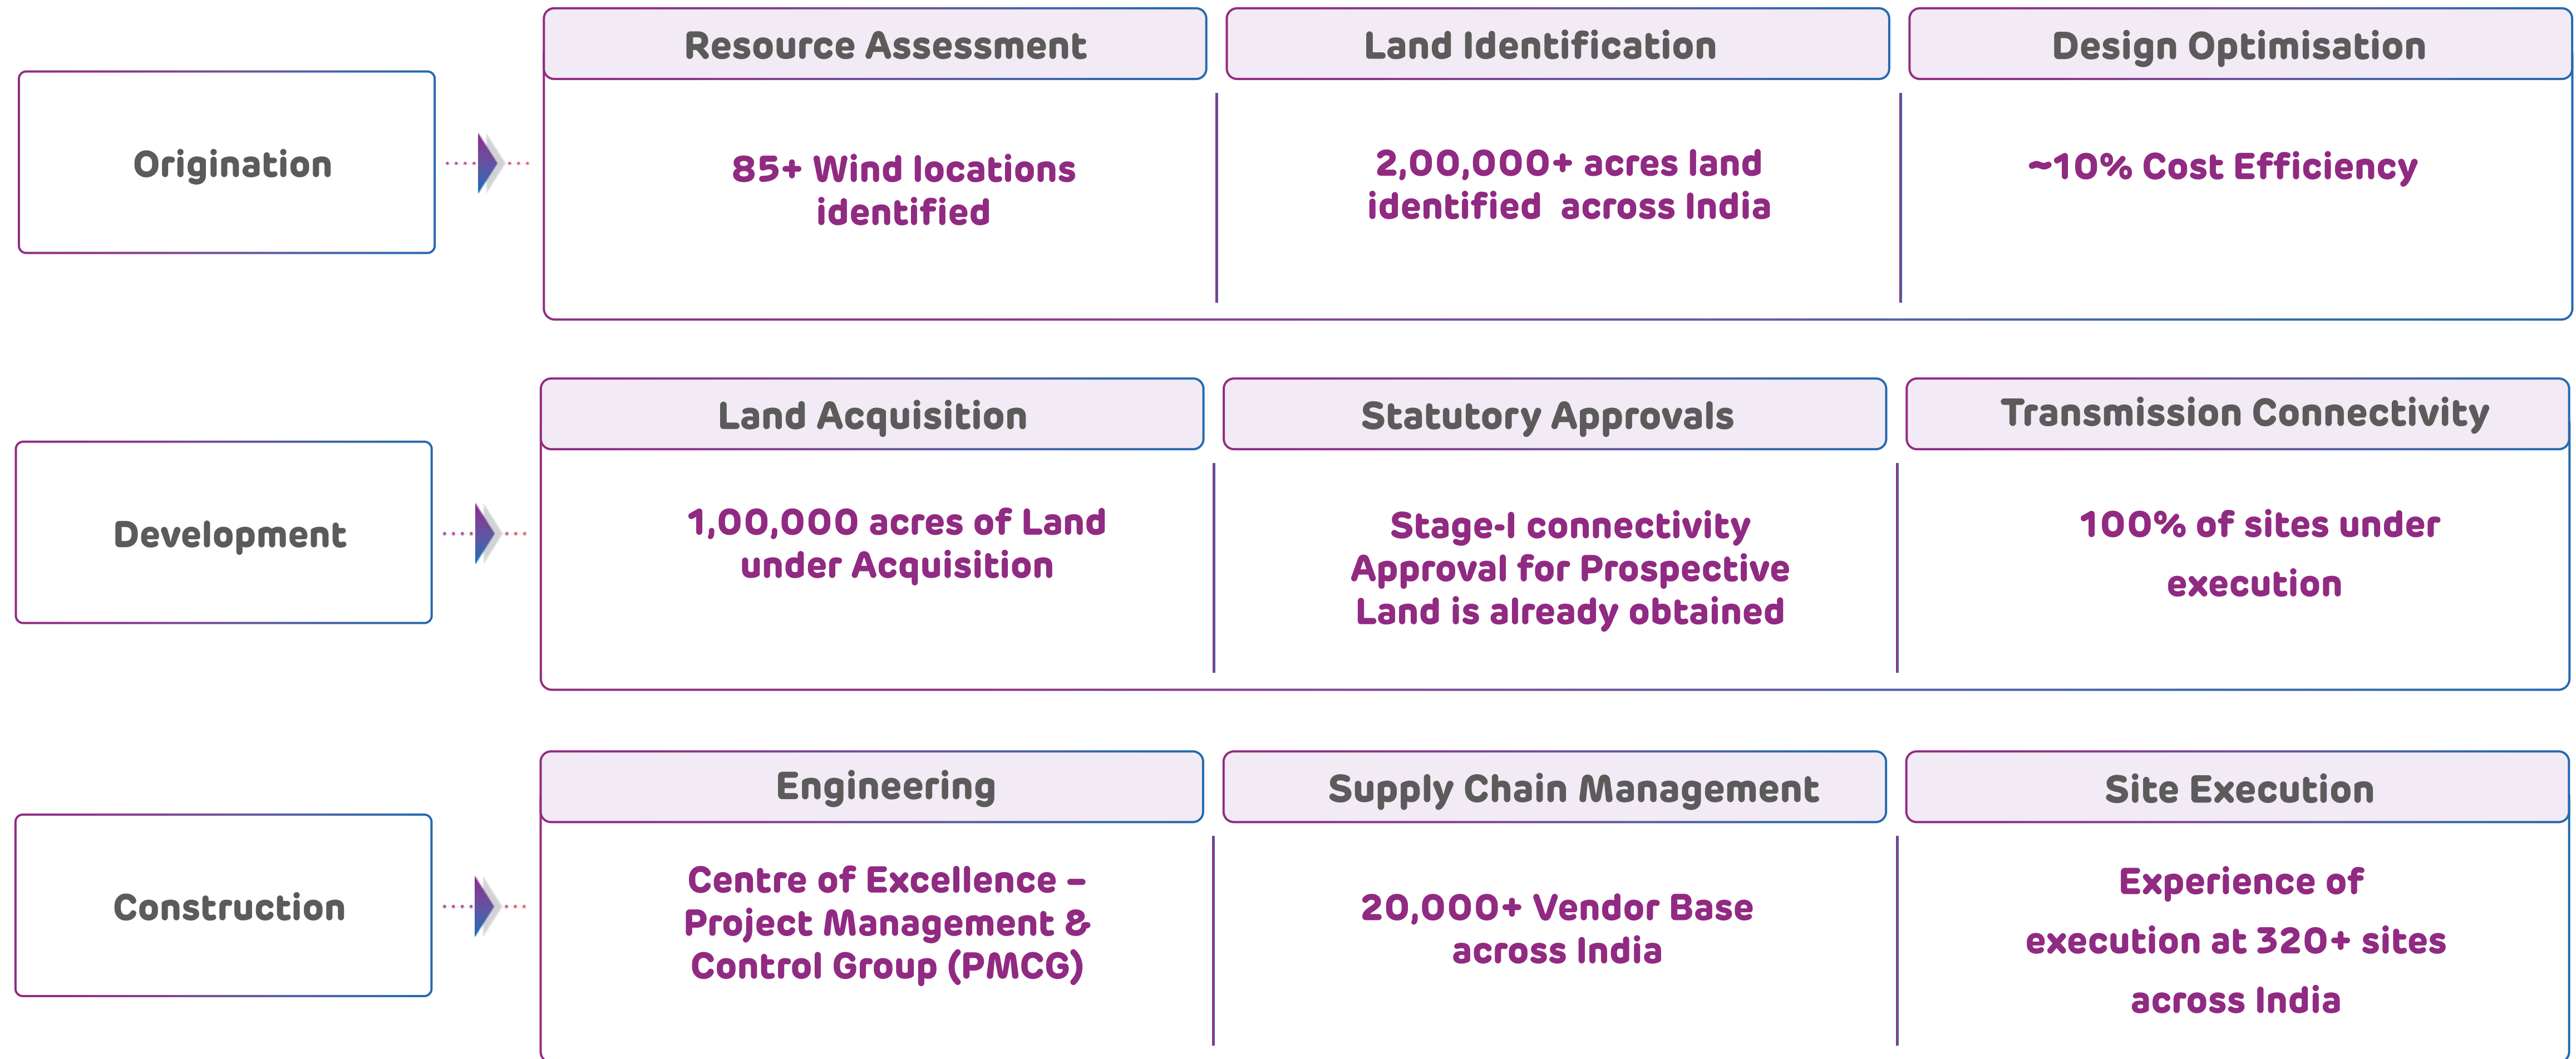 Origination
Resource Assessment
85+ Wind locations
identified
Land Identification
2,00,000+ acres land
identified across India
Design Optimisation
~10% Cost Efficiency
Development
Land Acquisition
1,00,000 acres of Land
under Acquisition
Statutory Approvals
Stage-I connectivity
Approval for Prospective
Land is already obtained
Transmission Connectivity
100% of sites under
execution
Construction
Engineering
Centre of Excellence –
Project Management &
Control Group (PMCG)
Supply Chain Management
20,000+ Vendor Base
across India
Site Execution
Experience of
execution at 320+ sites
across India